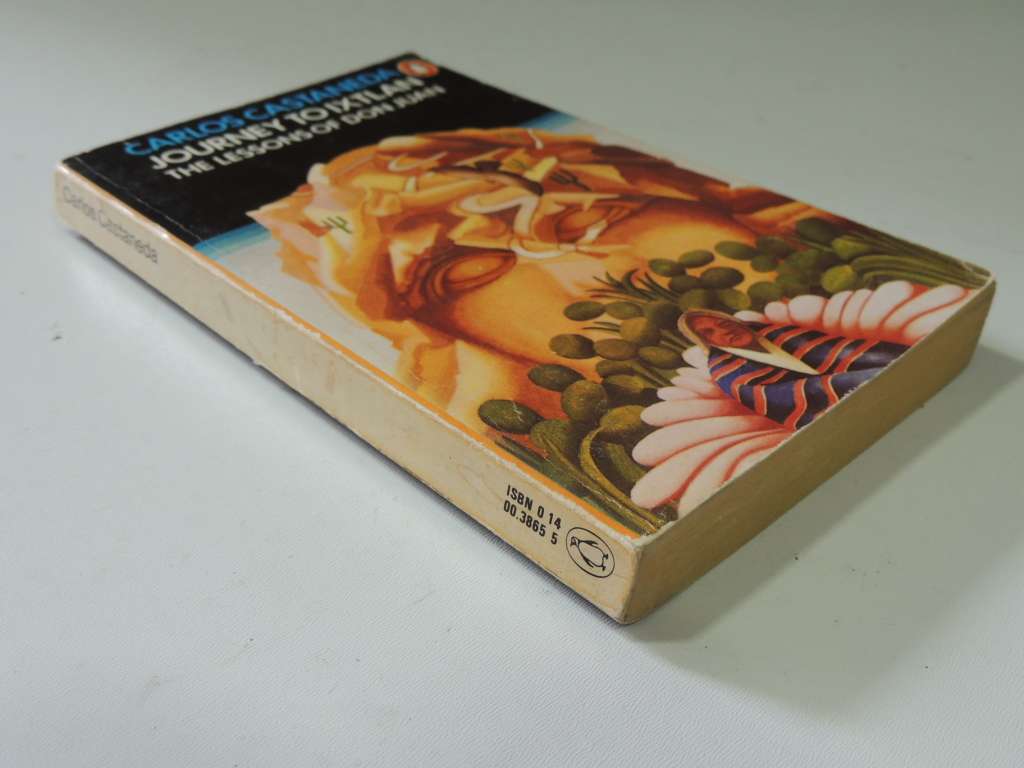 CARLOS CASTANEDA
JOURNEY TO IXTLAN
THE LESSONS OF DON JUAN
Carlos Castaneda
ISBN 0 14
00.3865 5